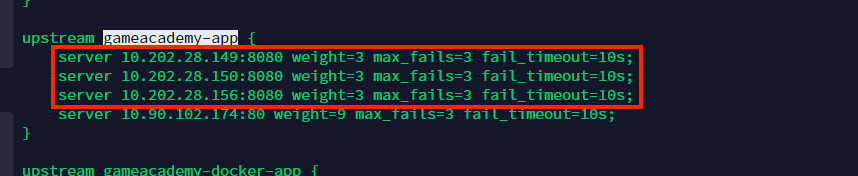 }
upstream gameacademy-app {
server 10.202.28.149:8080 weight=3 max_fails=3 fail_timeout=10s;
server 10.202.28.150:8080 weight=3 max_fails=3 fail_timeout=10s;
server 10.202.28.156:8080 weight=3 max_fails=3 fail_timeout=10s;
server 10.90.102.174:80 weight=9 max_fails=3 fail_timeout=10s;
}
upstream gameacademy-docker-app {